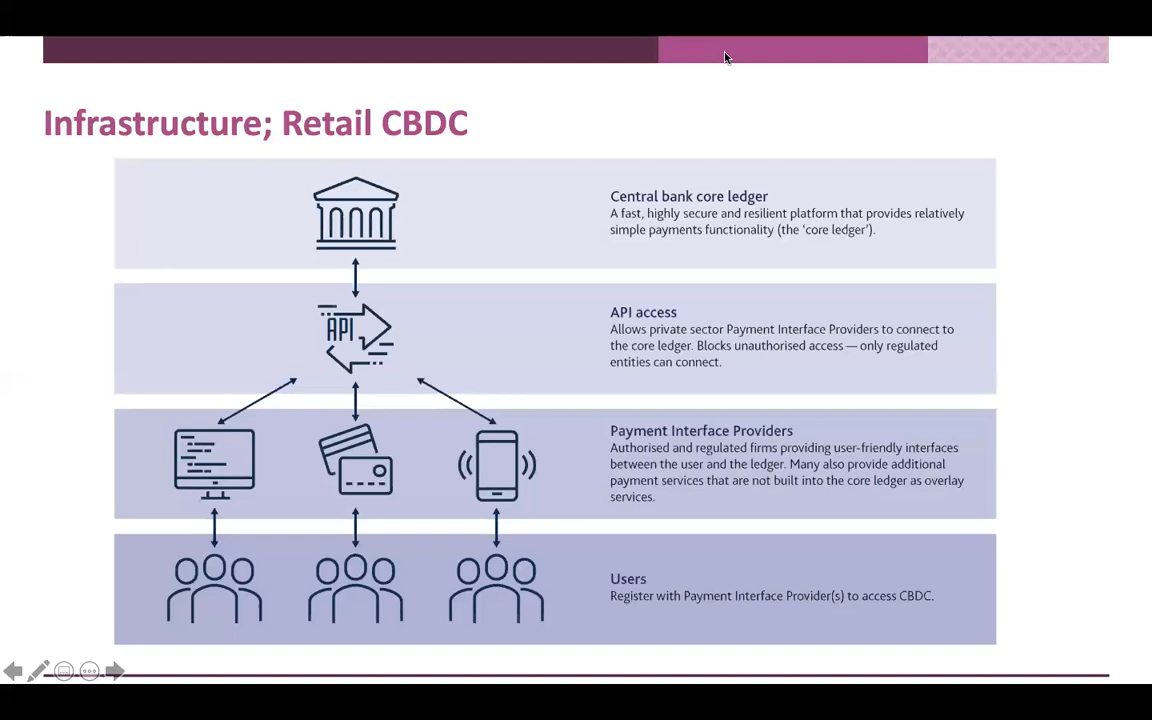 Infrastructure; Retail CBDC
Central bank core ledger
A fast, highly secure and resilient platform that provides relatively
simple payments functionality (the ‘core ledger’).
API
API access
Allows private sector Payment Interface Providers to connect to
the core ledger. Blocks unauthorised access — only regulated
entities can connect.
Payment Interface Providers
Authorised and regulated firms providing user-friendly interfaces
between the user and the ledger. Many also provide additional
payment services that are not built into the core ledger as overlay
services.
Users
Register with Payment Interface Provider(s) to access CBDC.